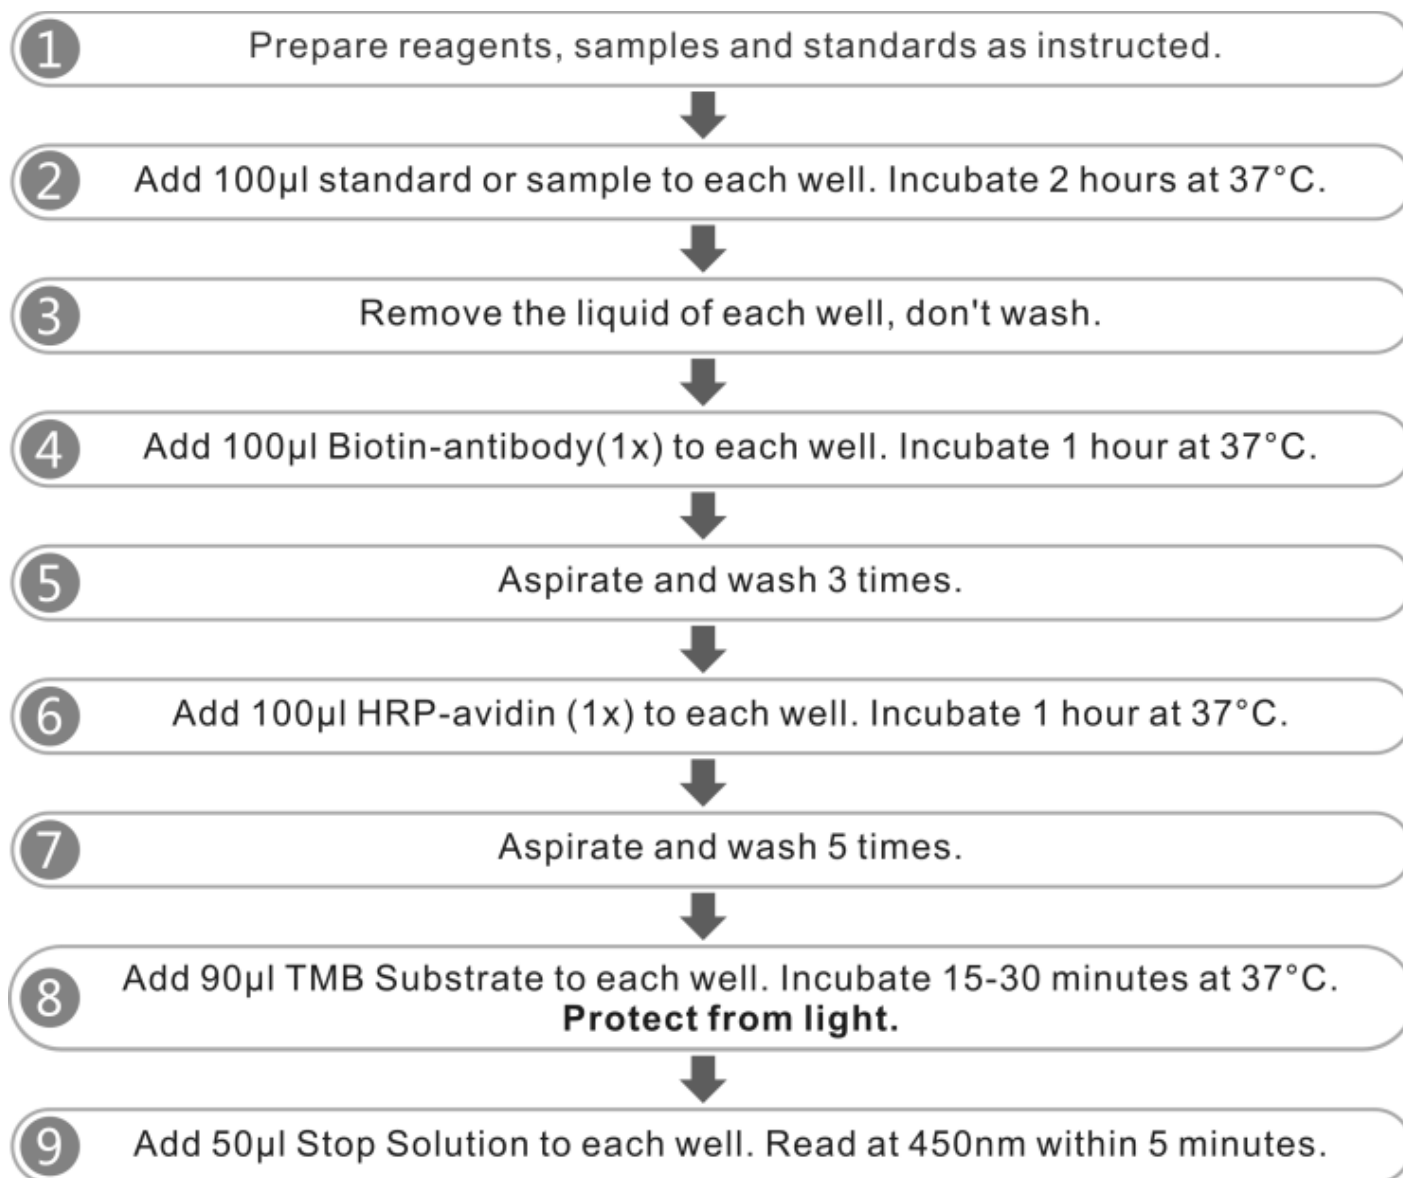 1 Prepare reagents, samples and standards as instructed.
2 Add 100µl standard or sample to each well. Incubate 2 hours at 37°C.
3 Remove the liquid of each well, don't wash.
4 Add 100µl Biotin-antibody(1x) to each well. Incubate 1 hour at 37°C.
5 Aspirate and wash 3 times.
6 Add 100µl HRP-avidin (1x) to each well. Incubate 1 hour at 37°C.
7 Aspirate and wash 5 times.
8 Add 90µl TMB Substrate to each well. Incubate 15-30 minutes at 37°C.
Protect from light.
9 Add 50µl Stop Solution to each well. Read at 450nm within 5 minutes.